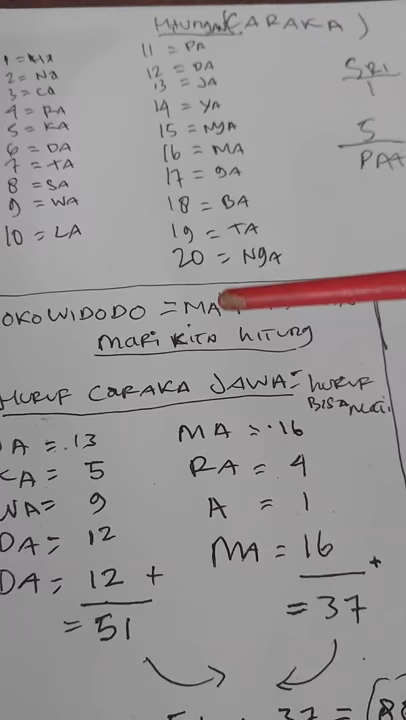 HITUNGAN (CARAKA)
1 = HA
2 = NA
3 = CA
4 = RA
5 = KA
6 = DA
7 = TA
8 = SA
9 = WA
10 = LA
11 = PA
12 = DA
13 = JA
14 = YA
15 = NYA
16 = MA
17 = GA
18 = BA
19 = TA
20 = NGA
SRI
1
5
OKOWIDODO = MA
MARI KITA HITUNG
HURUF CARAKA JAWA = HURUF
BISA MATI
JA = 13
KA = 5
WA = 9
DA = 12
DA = 12 +
= 51
MA = 16
RA = 4
A = 1
MA = 16 +
= 37